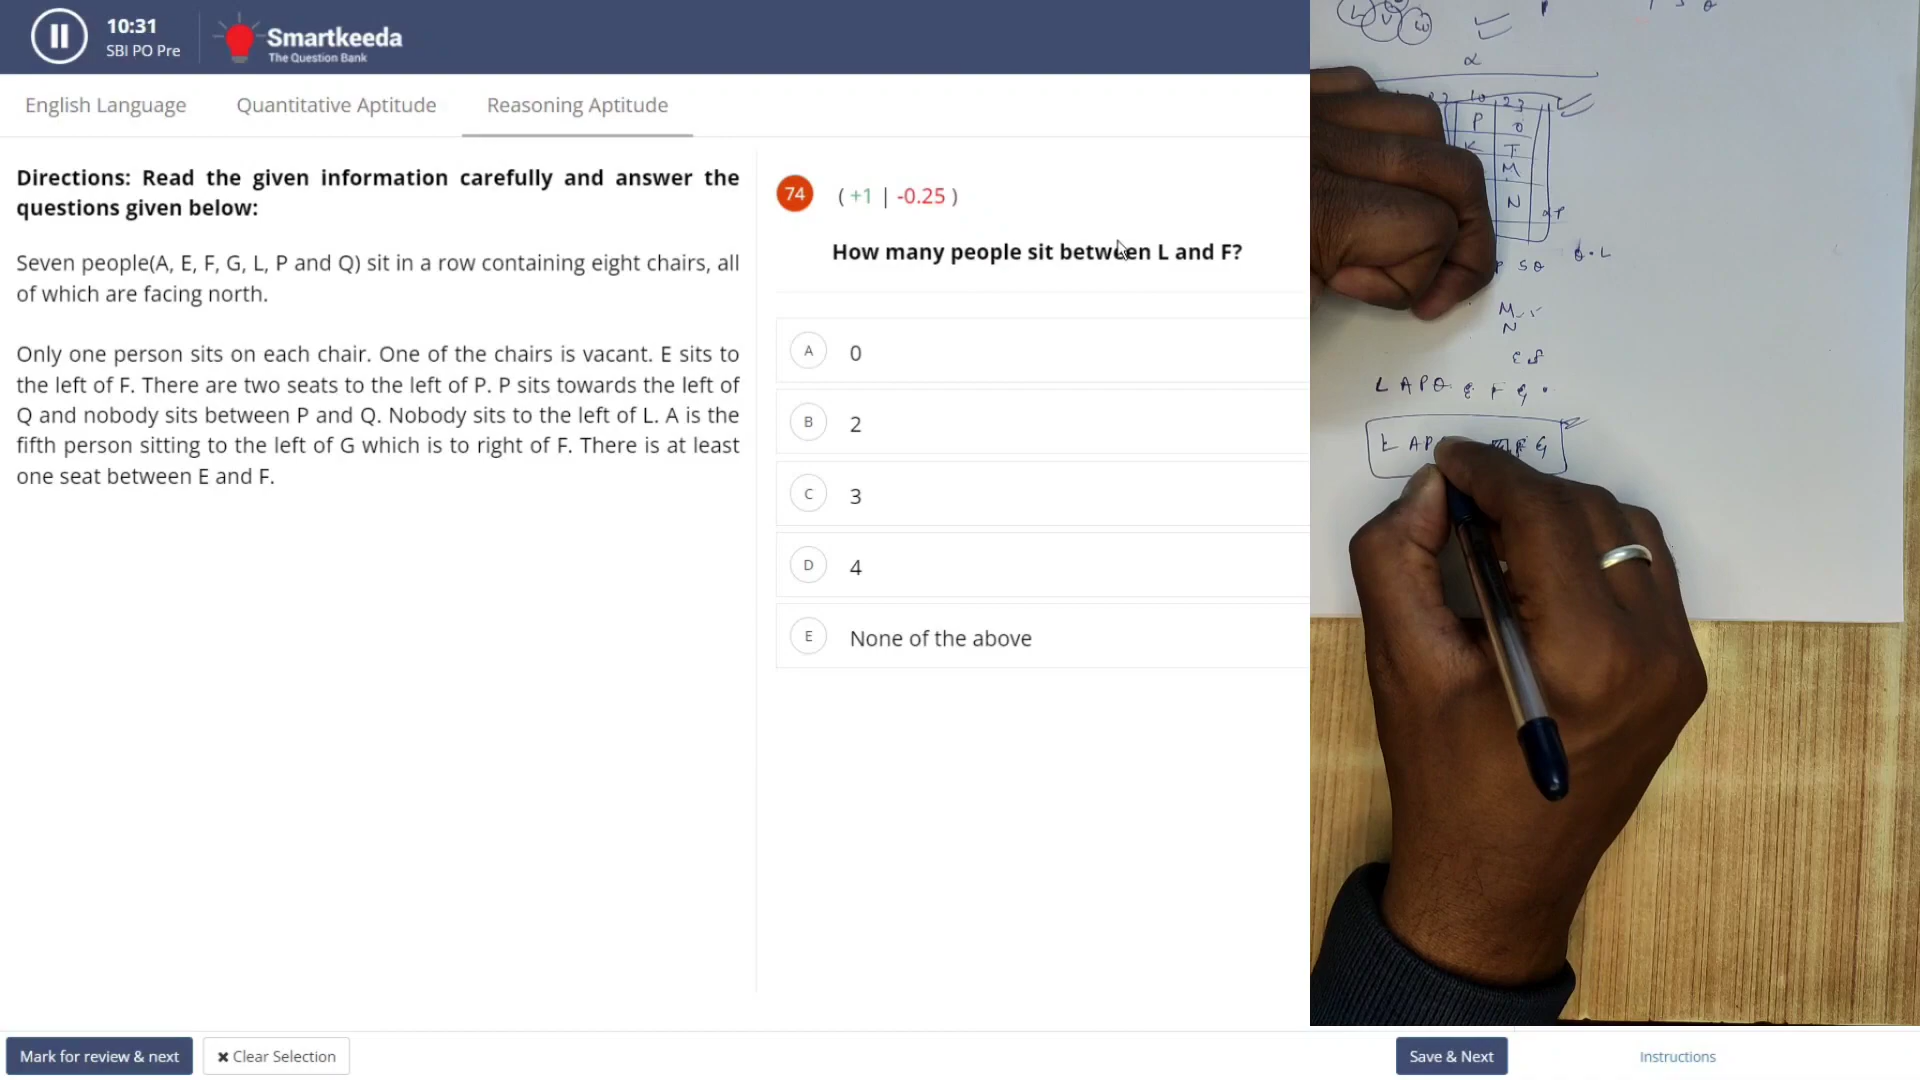 10:31
SBI PO Pre
Smartkeeda
The Question Bank
English Language Quantitative Aptitude Reasoning Aptitude
Directions: Read the given information carefully and answer the
questions given below:
Seven people(A, E, F, G, L, P and Q) sit in a row containing eight chairs, all
of which are facing north.
Only one person sits on each chair. One of the chairs is vacant. E sits to
the left of F. There are two seats to the left of P. P sits towards the left of
Q and nobody sits between P and Q. Nobody sits to the left of L. A is the
fifth person sitting to the left of G which is to right of F. There is at least
one seat between E and F.
74 ( +1 | -0.25 )
How many people sit between L and F?
A 0
B 2
C 3
D 4
E None of the above
Mark for review & next ✖ Clear Selection Save & Next Instructions
10 23
P O
K T
M
N
M
N
L A P Q E F G
L A P